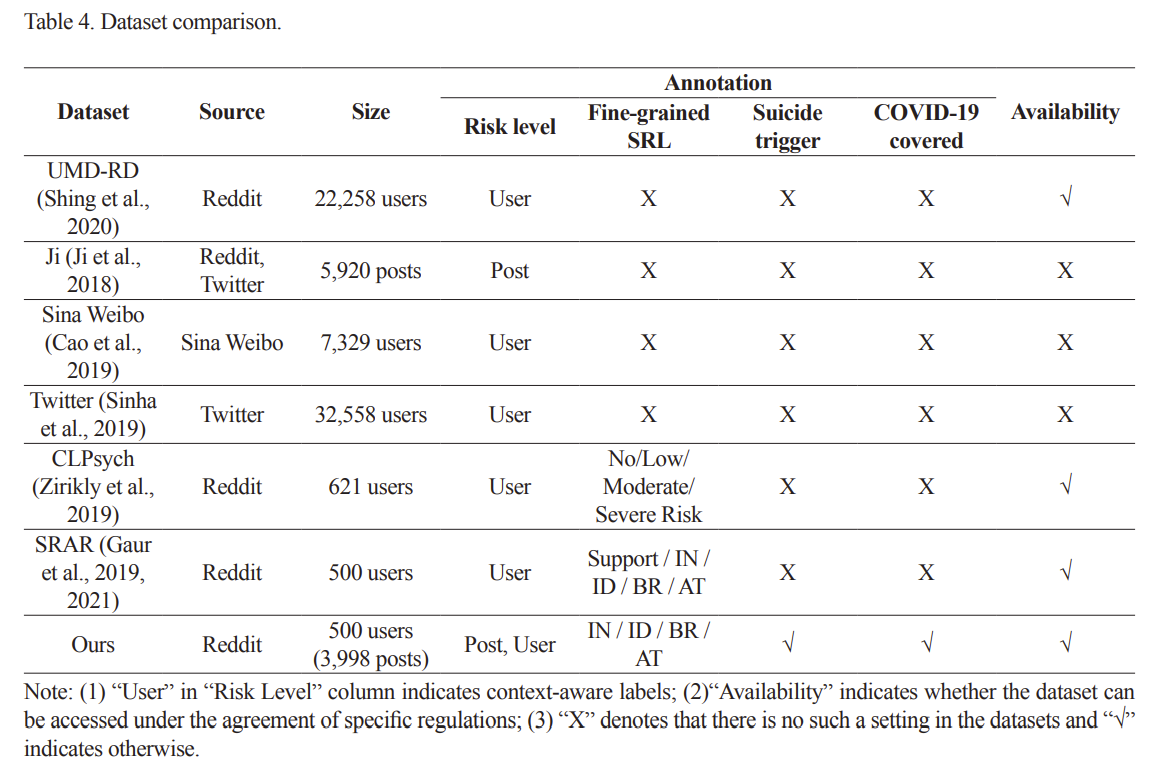 Table 4. Dataset comparison.
Annotation
Dataset Source Size Risk level Fine-grained SRL Suicide trigger COVID-19 covered Availability
UMD-RD
(Shing et al.,
2020)
Reddit 22,258 users User X X X √
Ji (Ji et al.,
2018)
Reddit,
Twitter
5,920 posts Post X X X X
Sina Weibo
(Cao et al.,
2019)
Sina Weibo 7,329 users User X X X X
Twitter (Sinha
et al., 2019)
Twitter 32,558 users User X X X X
CLPsych
(Zirikly et al.,
2019)
Reddit 621 users User
No/Low/
Moderate/
Severe Risk
X X √
SRAR (Gaur
et al., 2019,
2021)
Reddit 500 users User
Support / IN /
ID / BR / AT
X X √
Ours Reddit
500 users
(3,998 posts)
Post, User
IN / ID / BR /
AT
√ √ √
Note: (1) “User” in “Risk Level” column indicates context-aware labels; (2)“Availability” indicates whether the dataset can
be accessed under the agreement of specific regulations; (3) “X” denotes that there is no such a setting in the datasets and “√”
indicates otherwise.